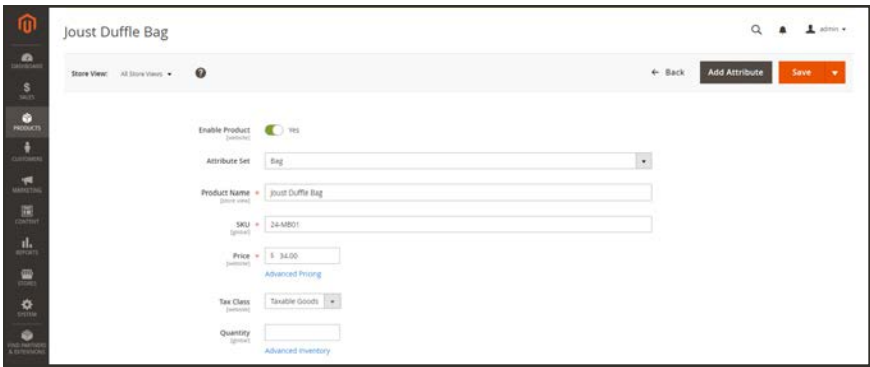 Joust Duffle Bag
admin
DASHBOARD
SALES
PRODUCTS
CUSTOMERS
MARKETING
CONTENT
REPORTS
STORES
SYSTEM
FIND PARTNERS
& EXTENSIONS
Store View: All Store Views
← Back Add Attribute Save
Enable Product Yes
[website]
Attribute Set Bag
Product Name * Joust Duffle Bag
[store view]
SKU * 24-MB01
[global]
Price * $ 34.00
[website]
Advanced Pricing
Tax Class Taxable Goods
[website]
Quantity
[global]
Advanced Inventory